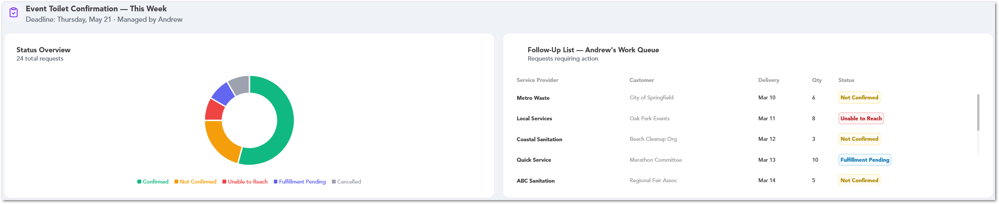 Event Toilet Confirmation — This Week
Deadline: Thursday, May 21 · Managed by Andrew
Status Overview
24 total requests
Confirmed Not Confirmed Unable to Reach Fulfillment Pending Cancelled
Follow-Up List — Andrew's Work Queue
Requests requiring action
Service Provider Customer Delivery Qty Status
Metro Waste City of Springfield Mar 10 6 Not Confirmed
Local Services Oak Park Events Mar 11 8 Unable to Reach
Coastal Sanitation Beach Cleanup Org Mar 12 3 Not Confirmed
Quick Service Marathon Committee Mar 13 10 Fulfillment Pending
ABC Sanitation Regional Fair Assoc Mar 14 5 Not Confirmed